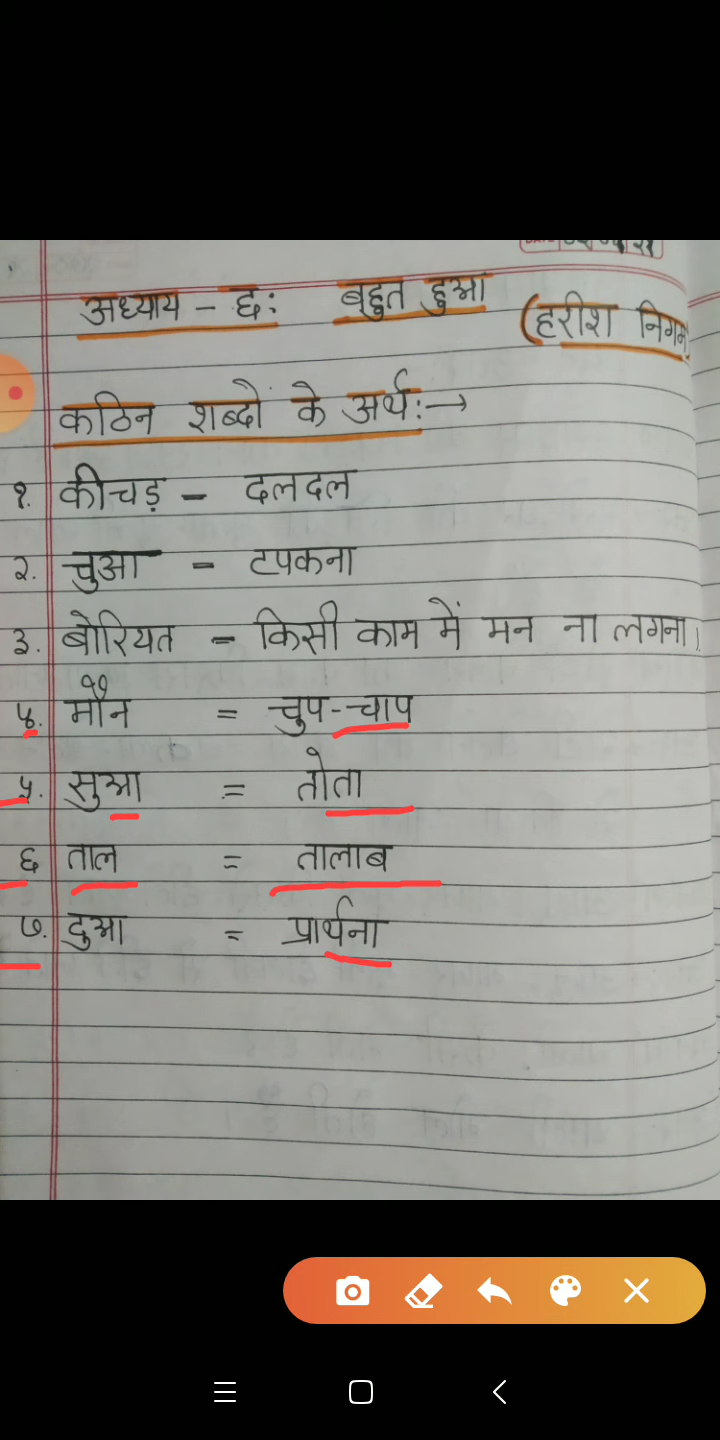 अध्याय - छः बहुत हुआ
(हरीश निगम)
कठिन शब्दों के अर्थ :→
१. कीचड़ - दलदल
२. चुआ - टपकना
३. बोरियत = किसी काम में मन ना लगना।
४. मौन = चुप-चाप
५. सुआ = तोता
६ ताल = तालाब
७. दुआ = प्रार्थना